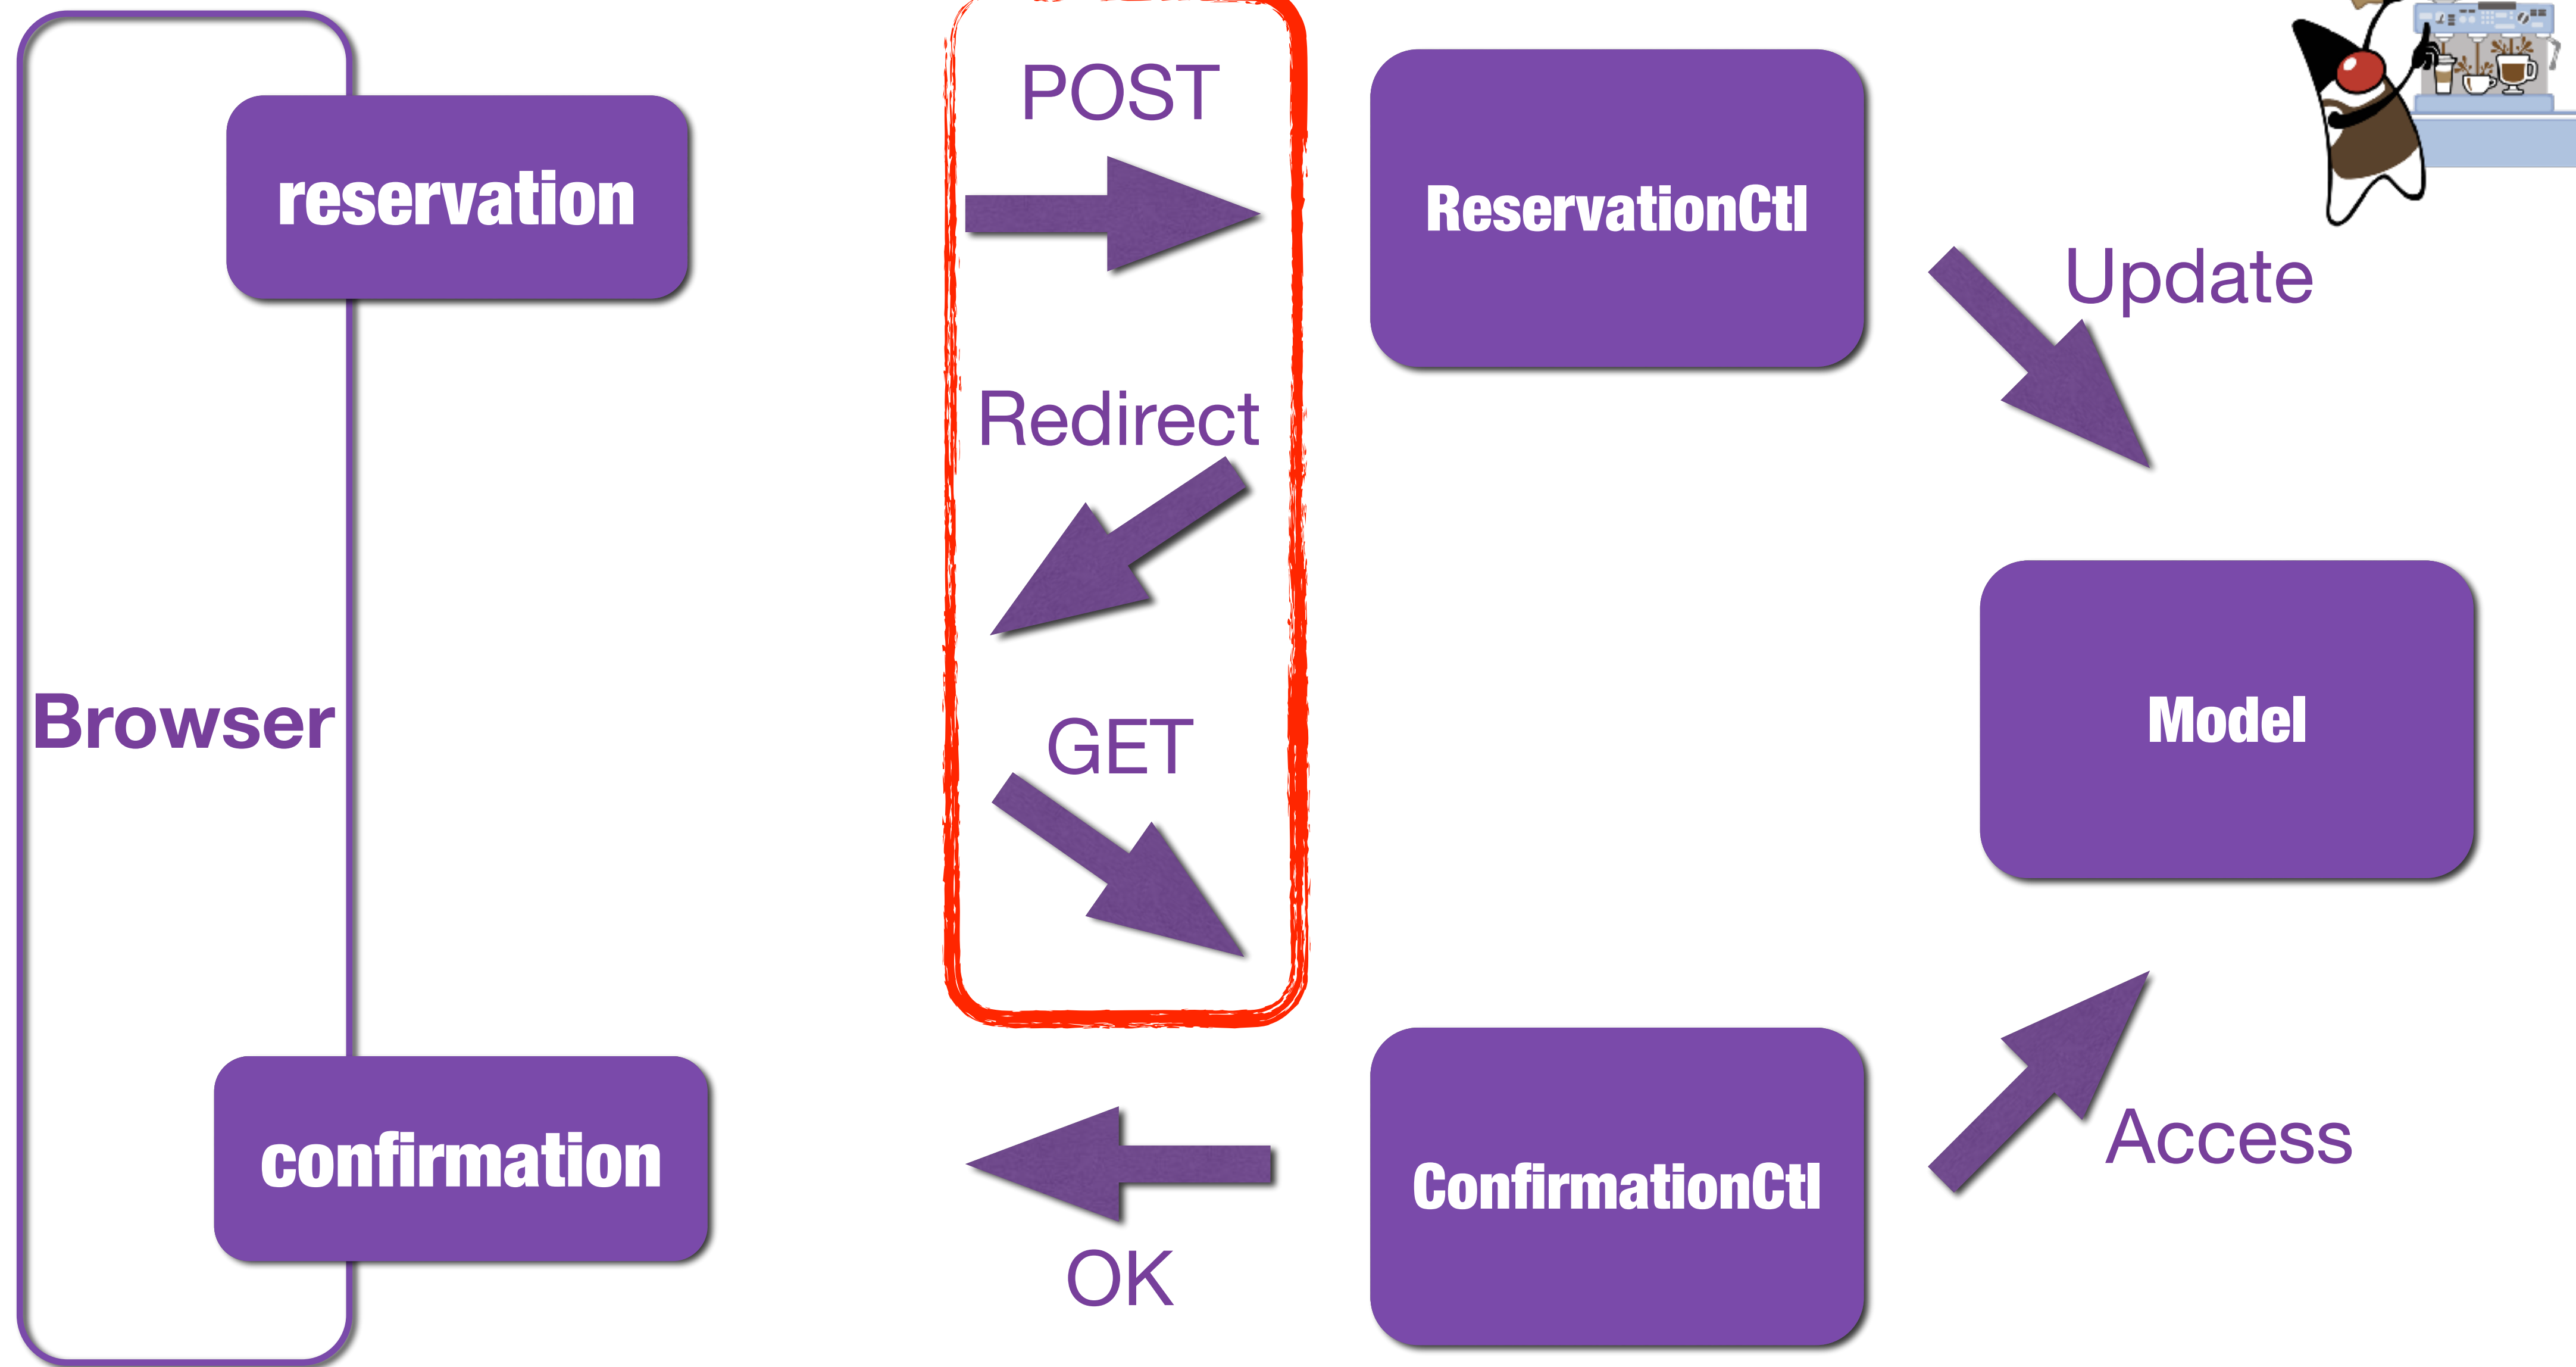 POST
reservation
ReservationCtl
Update
Redirect
Browser
GET
Model
confirmation
ConfirmationCtl
Access
OK